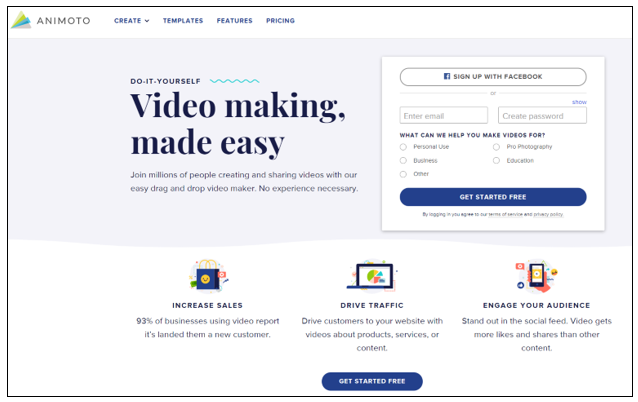 ANIMOTO
CREATE TEMPLATES FEATURES PRICING
DO-IT-YOURSELF
Video making,
made easy
Join millions of people creating and sharing videos with our
easy drag and drop video maker. No experience necessary.
SIGN UP WITH FACEBOOK
or
show
Enter email Create password
WHAT CAN WE HELP YOU MAKE VIDEOS FOR?
Personal Use Pro Photography
Business Education
Other
GET STARTED FREE
By logging in you agree to our terms of service and privacy policy
INCREASE SALES
93% of businesses using video report
it's landed them a new customer.
DRIVE TRAFFIC
Drive customers to your website with
videos about products, services, or
content.
ENGAGE YOUR AUDIENCE
Stand out in the social feed. Video gets
more likes and shares than other
content.
GET STARTED FREE